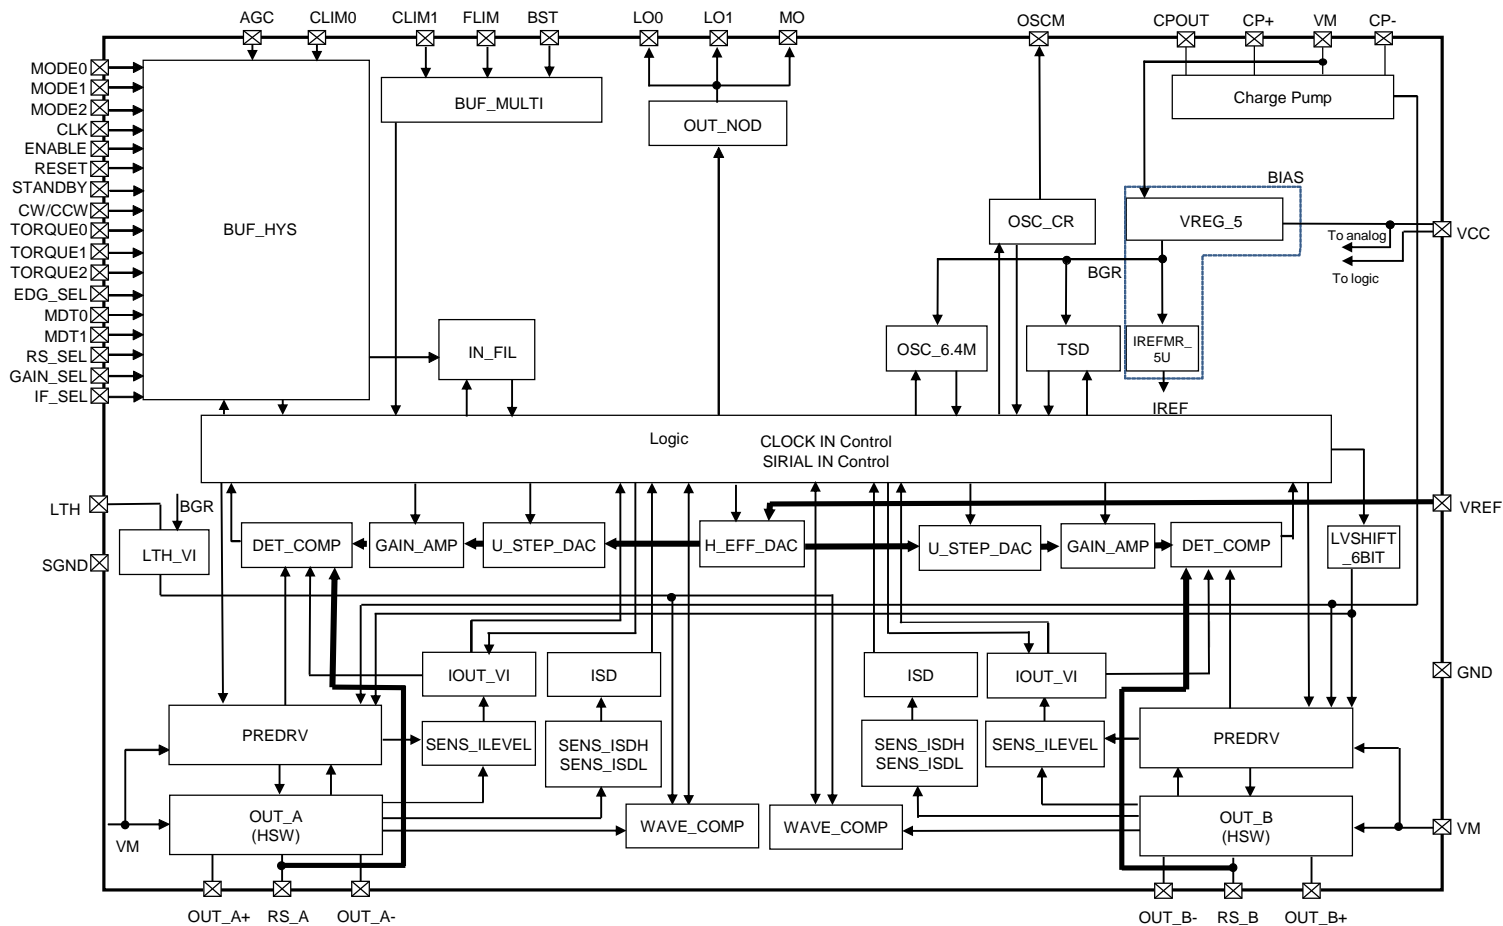 AGC
CLIM0
CLIM1
FLIM
BST
LO0
LO1
MO
OSCM
CPOUT
CP+
VM
CP-
MODE0
MODE1
MODE2
CLK
ENABLE
RESET
STANDBY
CW/CCW
TORQUE0
TORQUE1
TORQUE2
EDG_SEL
MDT0
MDT1
RS_SEL
GAIN_SEL
IF_SEL
BUF_HYS
BUF_MULTI
OUT_NOD
Charge Pump
BIAS
OSC_CR
VREG_5
To analog
To logic
VCC
BGR
IN_FIL
OSC_6.4M
TSD
IREFMR_
5U
IREF
Logic
CLOCK IN Control
SIRIAL IN Control
LTH
BGR
VREF
LTH_VI
SGND
DET_COMP
GAIN_AMP
U_STEP_DAC
H_EFF_DAC
U_STEP_DAC
GAIN_AMP
DET_COMP
LVSHIFT
_6BIT
IOUT_VI
ISD
ISD
IOUT_VI
GND
PREDRV
SENS_ILEVEL
SENS_ISDH
SENS_ISDL
SENS_ISDH
SENS_ISDL
SENS_ILEVEL
PREDRV
OUT_A
(HSW)
VM
WAVE_COMP
WAVE_COMP
OUT_B
(HSW)
VM
OUT_A+
RS_A
OUT_A-
OUT_B-
RS_B
OUT_B+